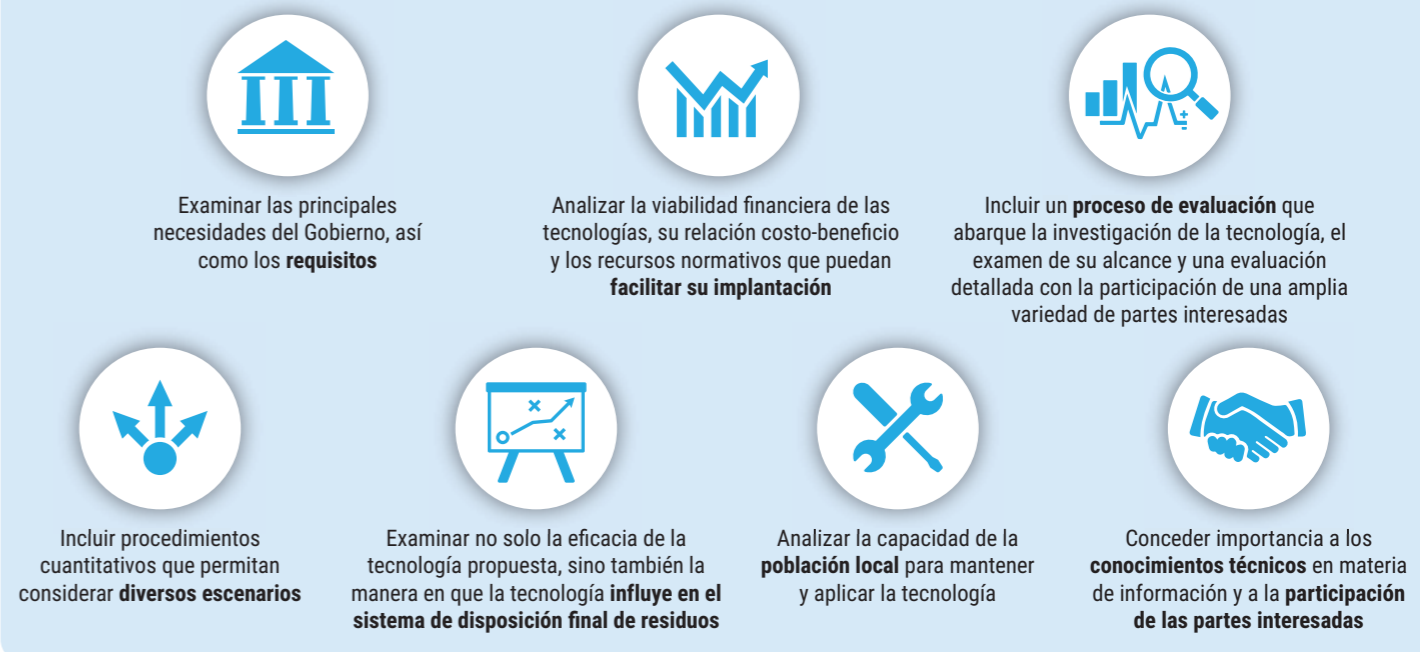 Examinar las principales
necesidades del Gobierno, así
como los requisitos
Analizar la viabilidad financiera de las
tecnologías, su relación costo-beneficio
y los recursos normativos que puedan
facilitar su implantación
Incluir un proceso de evaluación que
abarque la investigación de la tecnología, el
examen de su alcance y una evaluación
detallada con la participación de una amplia
variedad de partes interesadas
Incluir procedimientos
cuantitativos que permitan
considerar diversos escenarios
Examinar no solo la eficacia de la
tecnología propuesta, sino también la
manera en que la tecnología influye en el
sistema de disposición final de residuos
Analizar la capacidad de la
población local para mantener
y aplicar la tecnología
Conceder importancia a los
conocimientos técnicos en materia
de información y a la participación
de las partes interesadas